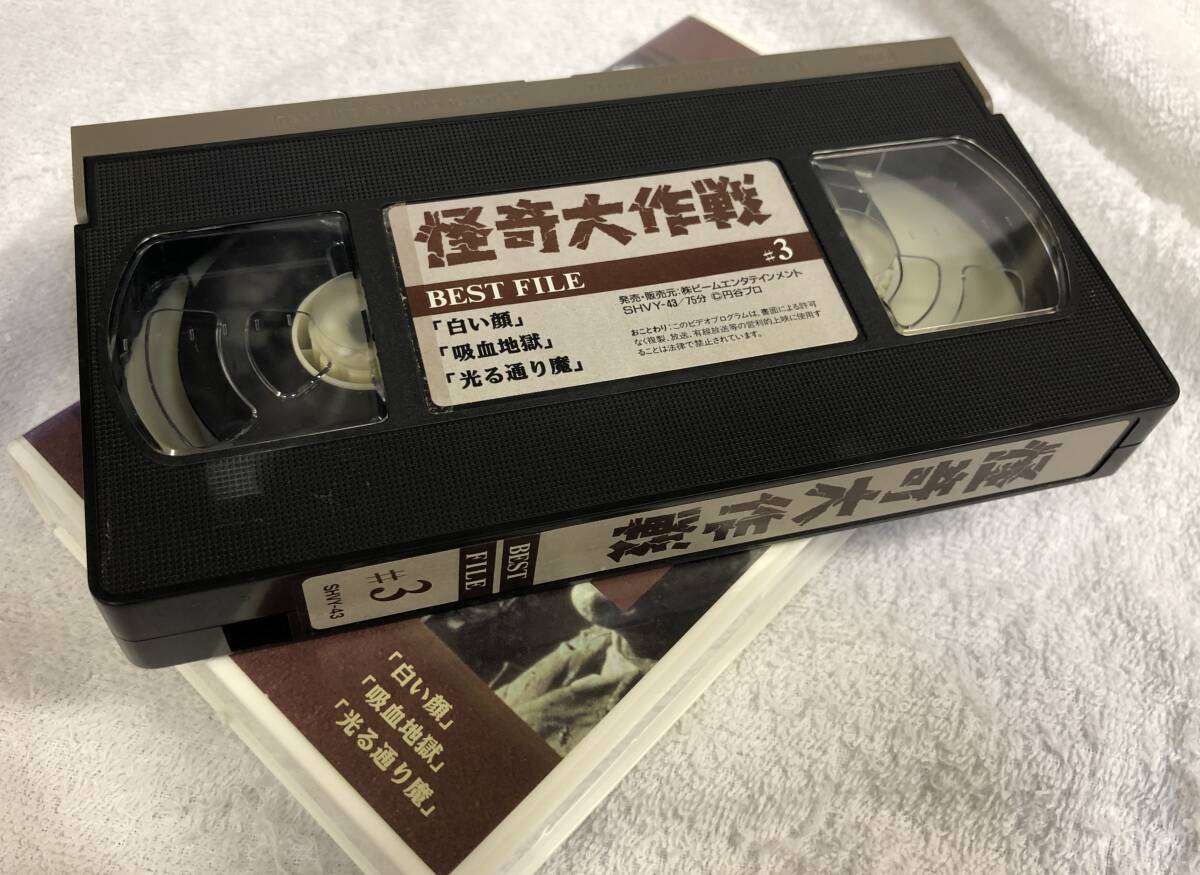 怪奇大作戦
BEST FILE
#3
「白い顔」
「吸血地獄」
「光る通り魔」
発売・販売元:㈱ビームエンタテインメント
SHVY-43/75分 ©円谷プロ
おことわり:このビデオプログラムは、書面による許可
なく複製、放送、有線放送等の営利的上映に使用す
ることは法律で禁止されています。
怪奇大作戦
BEST
FILE
#3
SHVY-43
「白い顔」
「吸血地獄」
「光る通り魔」